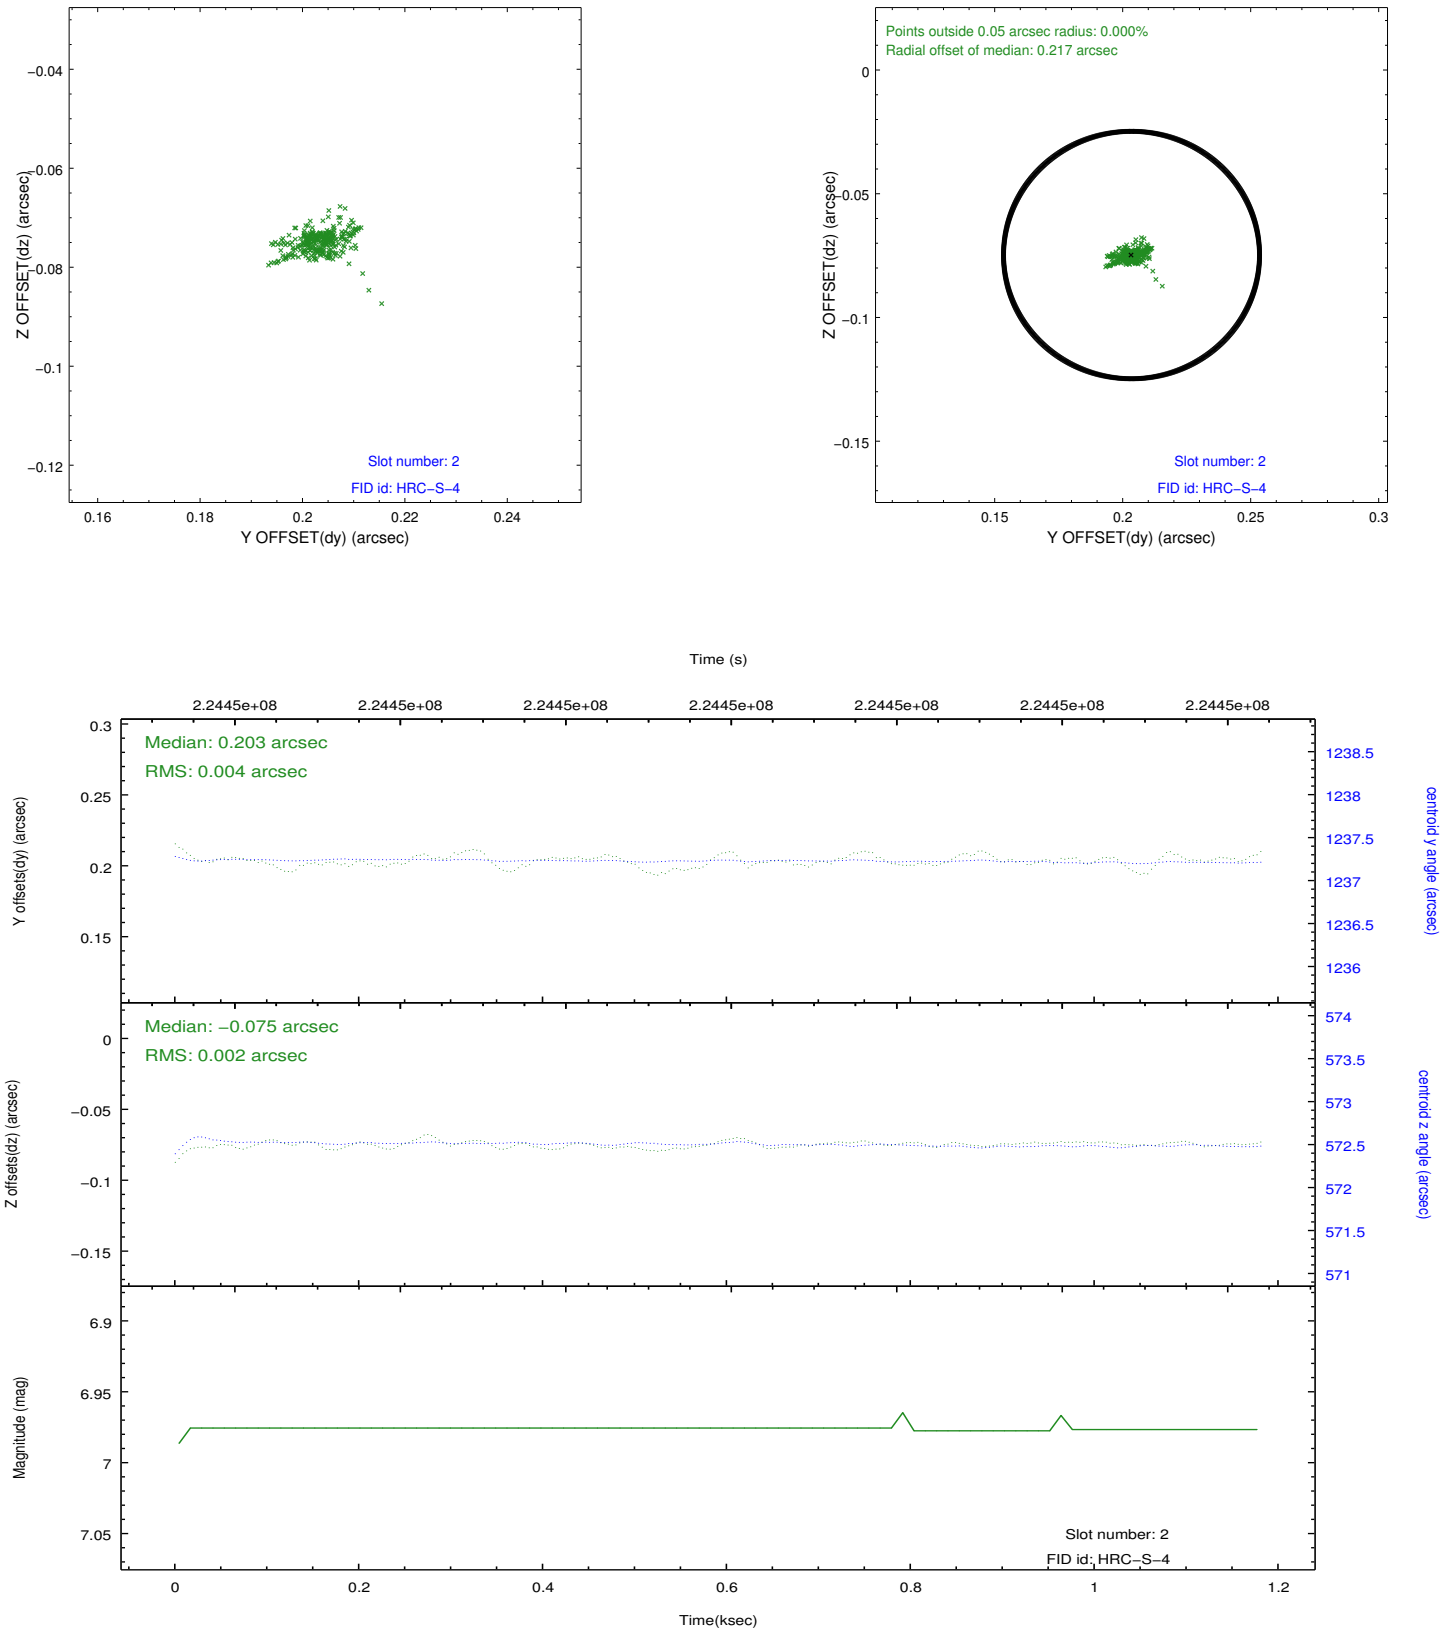 −0.04
−0.06
−0.08
−0.1
−0.12
Z OFFSET(dz) (arcsec)
Slot number: 2
FID id: HRC−S−4
0.16
0.18
0.2
0.22
0.24
Y OFFSET(dy) (arcsec)
Points outside 0.05 arcsec radius: 0.000%
Radial offset of median: 0.217 arcsec
0
−0.05
−0.1
−0.15
Z OFFSET(dz) (arcsec)
Slot number: 2
FID id: HRC−S−4
0.15
0.2
0.25
0.3
Y OFFSET(dy) (arcsec)
Time (s)
2.2445e+08
2.2445e+08
2.2445e+08
2.2445e+08
2.2445e+08
2.2445e+08
2.2445e+08
Median: 0.203 arcsec
RMS: 0.004 arcsec
0.3
0.25
0.2
0.15
Y offsets(dy) (arcsec)
1238.5
1238
1237.5
1237
1236.5
1236
centroid y angle (arcsec)
Median: −0.075 arcsec
RMS: 0.002 arcsec
0
−0.05
−0.1
−0.15
Z offsets(dz) (arcsec)
574
573.5
573
572.5
572
571.5
571
centroid z angle (arcsec)
6.9
6.95
7
7.05
Magnitude (mag)
Slot number: 2
FID id: HRC−S−4
0
0.2
0.4
0.6
0.8
1
1.2
Time(ksec)